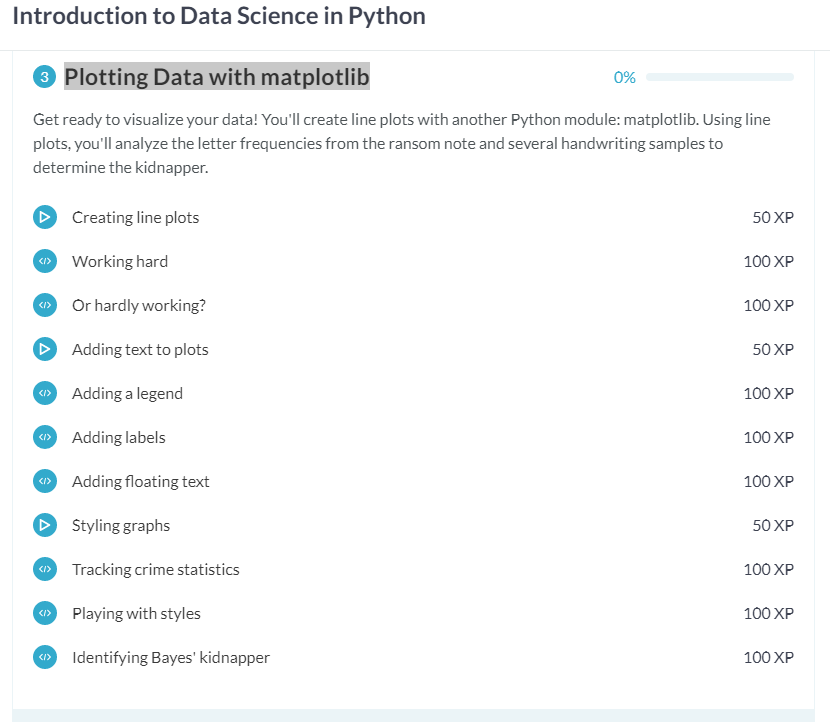 Introduction to Data Science in Python
3 Plotting Data with matplotlib 0%
Get ready to visualize your data! You'll create line plots with another Python module: matplotlib. Using line
plots, you'll analyze the letter frequencies from the ransom note and several handwriting samples to
determine the kidnapper.
Creating line plots 50 XP
</> Working hard 100 XP
</> Or hardly working? 100 XP
Adding text to plots 50 XP
</> Adding a legend 100 XP
</> Adding labels 100 XP
</> Adding floating text 100 XP
Styling graphs 50 XP
</> Tracking crime statistics 100 XP
</> Playing with styles 100 XP
</> Identifying Bayes' kidnapper 100 XP